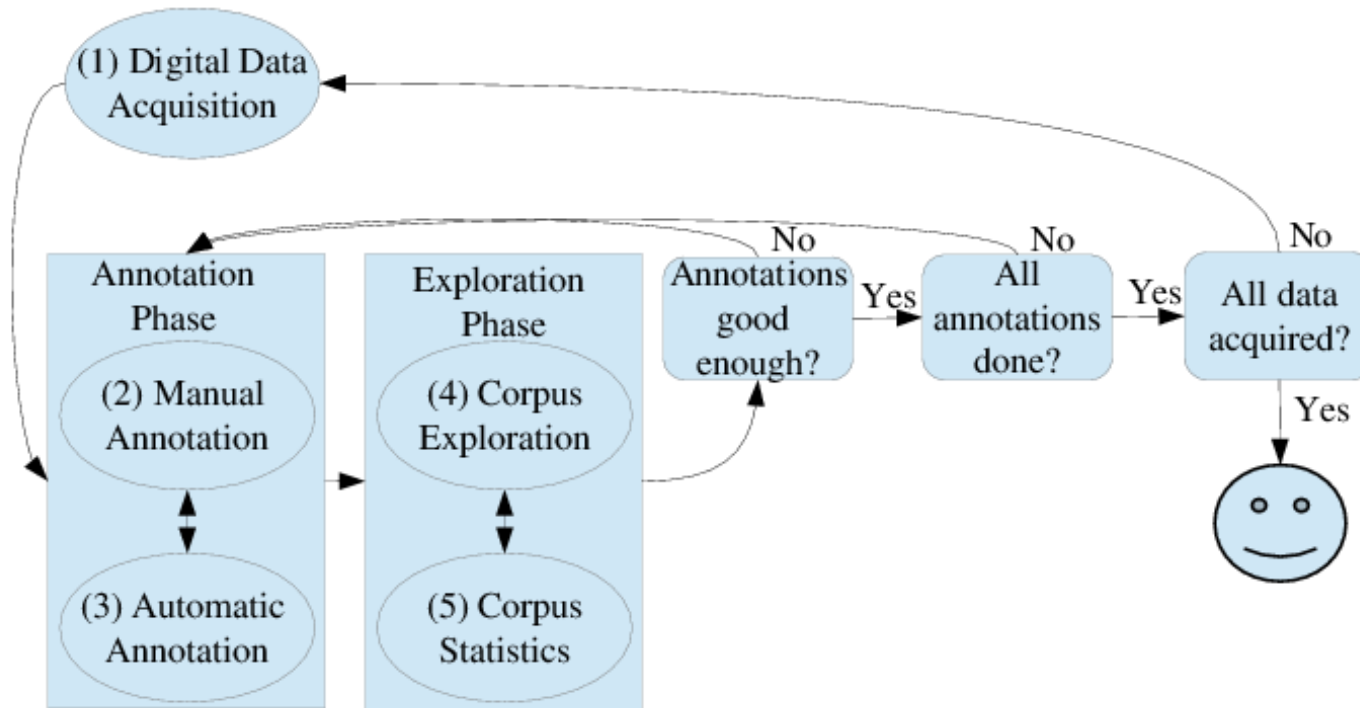 (1) Digital Data
Acquisition
Annotation
Phase
(2) Manual
Annotation
(3) Automatic
Annotation
Exploration
Phase
(4) Corpus
Exploration
(5) Corpus
Statistics
No
Annotations
good
enough?
Yes
No
All
annotations
done?
Yes
No
All data
acquired?
Yes